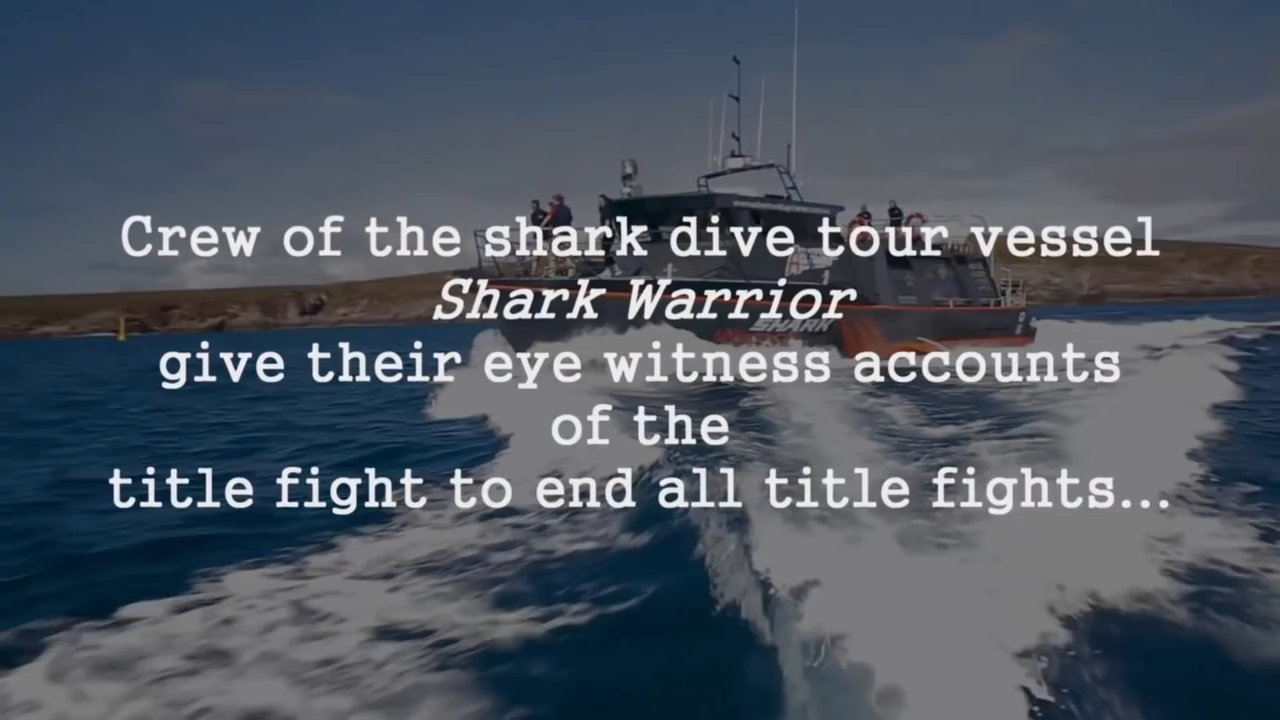 Crew of the shark dive tour vessel
Shark Warrior
give their eye witness accounts
of the
title fight to end all title fights...
SHARK